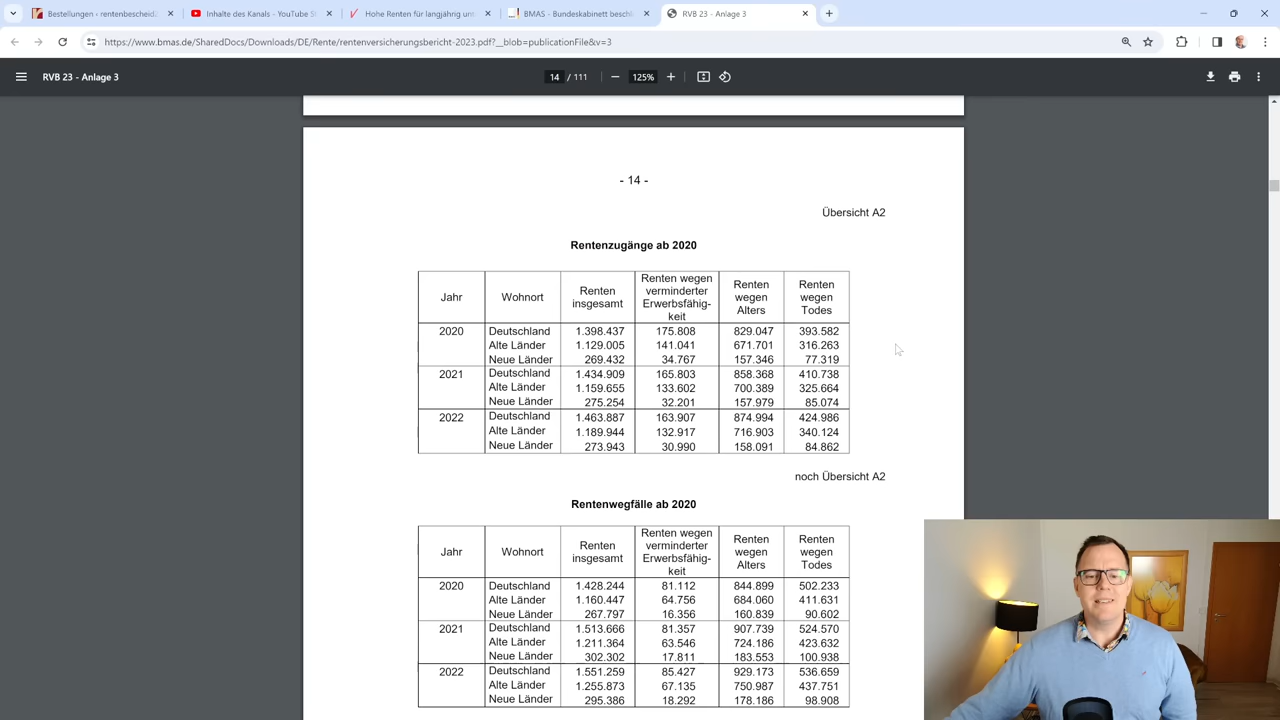 Bestellungen • rentenbescheid2
Inhalte des Kanals - YouTube S
Hohe Renten für langjährig unt
BMAS - Bundeskabinett beschli
RVB 23 - Anlage 3
https://www.bmas.de/SharedDocs/Downloads/DE/Rente/rentenversicherungsbericht-2023.pdf?__blob=publicationFile&v=3
RVB 23 - Anlage 3
14 / 111
125%
- 14 -
Übersicht A2
Rentenzugänge ab 2020
Jahr Wohnort Renten insgesamt Renten wegen verminderter Erwerbsfähig-keit Renten wegen Alters Renten wegen Todes
2020 Deutschland 1.398.437 175.808 829.047 393.582
Alte Länder 1.129.005 141.041 671.701 316.263
Neue Länder 269.432 34.767 157.346 77.319
2021 Deutschland 1.434.909 165.803 858.368 410.738
Alte Länder 1.159.655 133.602 700.389 325.664
Neue Länder 275.254 32.201 157.979 85.074
2022 Deutschland 1.463.887 163.907 874.994 424.986
Alte Länder 1.189.944 132.917 716.903 340.124
Neue Länder 273.943 30.990 158.091 84.862
noch Übersicht A2
Rentenwegfälle ab 2020
Jahr Wohnort Renten insgesamt Renten wegen verminderter Erwerbsfähig-keit Renten wegen Alters Renten wegen Todes
2020 Deutschland 1.428.244 81.112 844.899 502.233
Alte Länder 1.160.447 64.756 684.060 411.631
Neue Länder 267.797 16.356 160.839 90.602
2021 Deutschland 1.513.666 81.357 907.739 524.570
Alte Länder 1.211.364 63.546 724.186 423.632
Neue Länder 302.302 17.811 183.553 100.938
2022 Deutschland 1.551.259 85.427 929.173 536.659
Alte Länder 1.255.873 67.135 750.987 437.751
Neue Länder 295.386 18.292 178.186 98.908